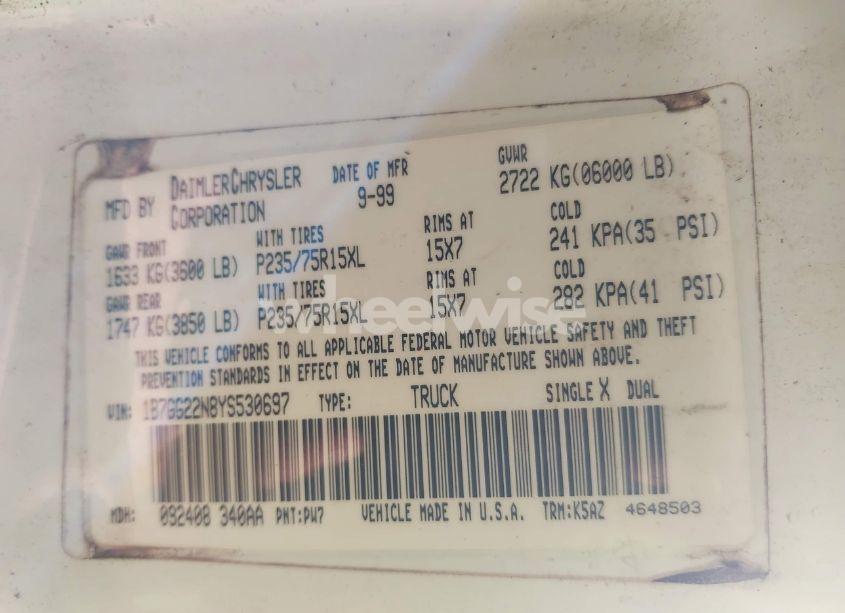 MFD BY DAIMLERCHRYSLER CORPORATION DATE OF MFR 9-99 GVWR 2722 KG(06000 LB)
GAWR FRONT WITH TIRES RIMS AT COLD
1633 KG(3600 LB) P235/75R15XL 15X7 241 KPA(35 PSI)
GAWR REAR WITH TIRES RIMS AT COLD
1747 KG(3850 LB) P235/75R15XL 15X7 282 KPA(41 PSI)
THIS VEHICLE CONFORMS TO ALL APPLICABLE FEDERAL MOTOR VEHICLE SAFETY AND THEFT
PREVENTION STANDARDS IN EFFECT ON THE DATE OF MANUFACTURE SHOWN ABOVE.
VIN: 1B7GG22N8YS530697 TYPE: TRUCK SINGLE X DUAL
MDH: 092408 340AA PNT:PW7 VEHICLE MADE IN U.S.A. TRM:K5AZ 4648503
wheelwise